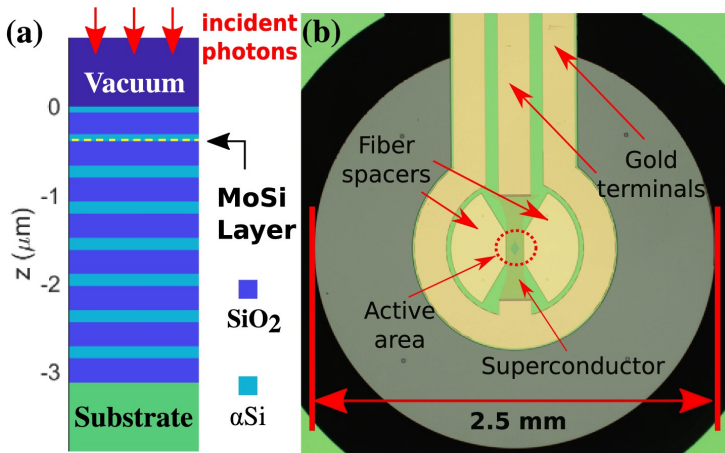 (a)
incident
photons
Vacuum
0
-1
-2
-3
z (μm)
MoSi
Layer
SiO2
αSi
Substrate
(b)
Fiber
spacers
Gold
terminals
Active
area
Superconductor
2.5 mm